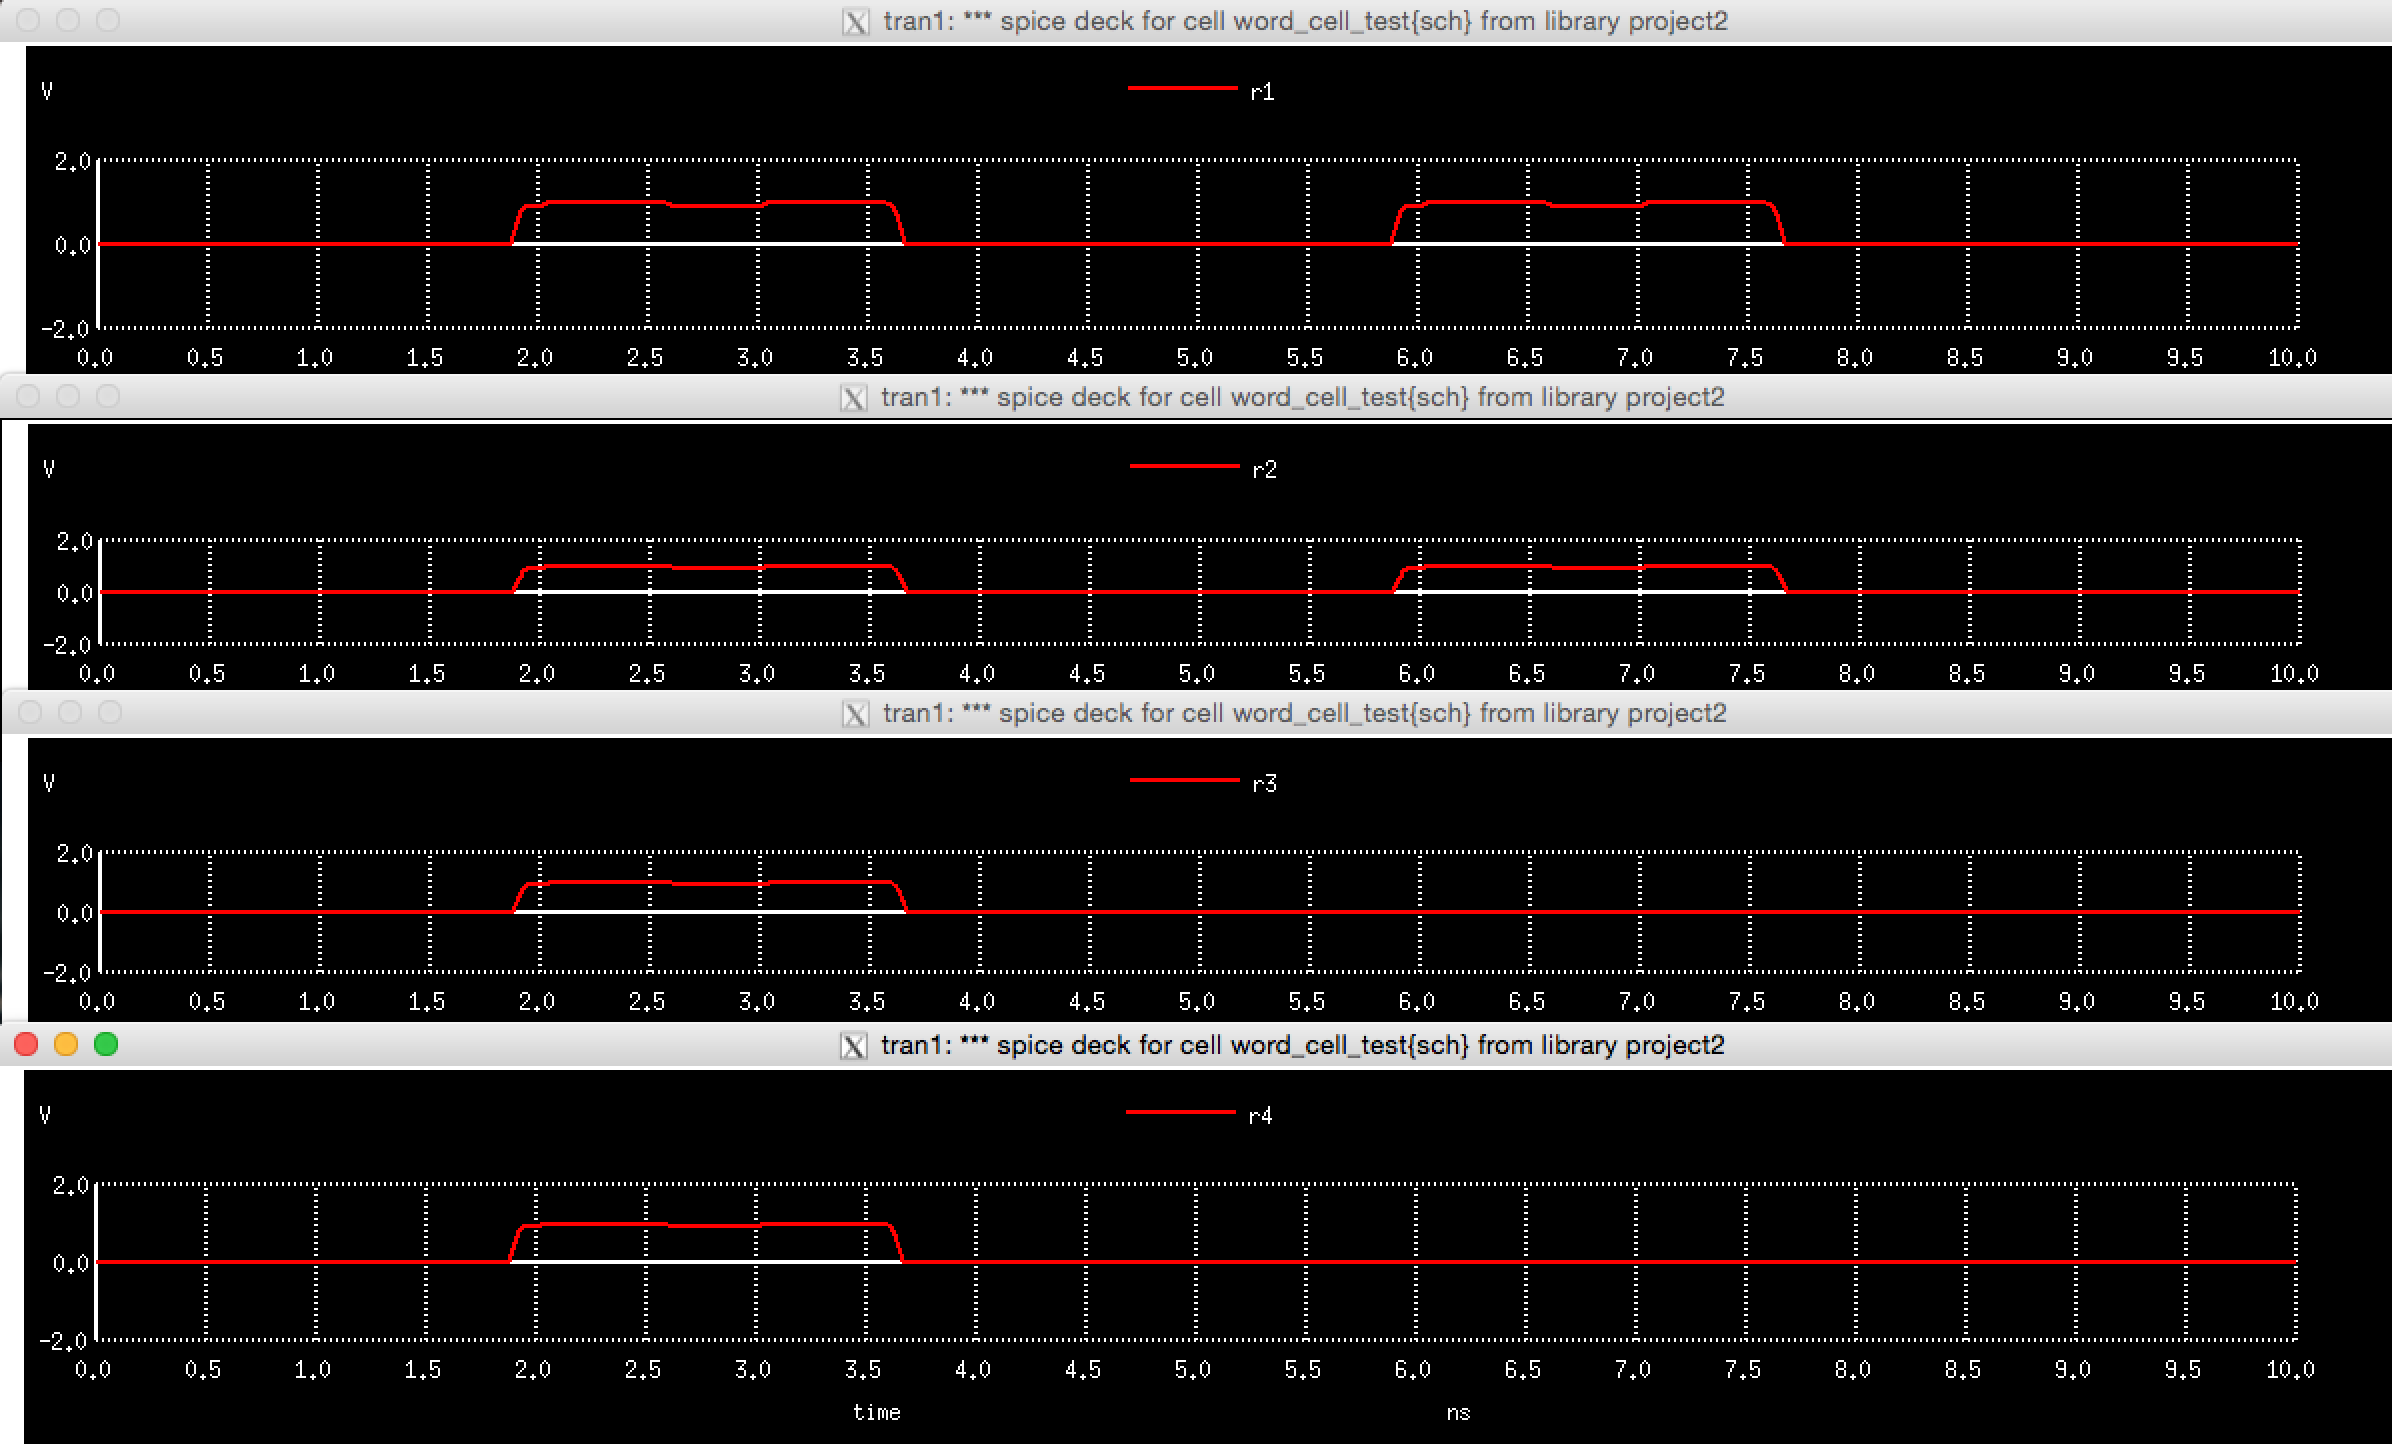 tran1: *** spice deck for cell word_cell_test{sch} from library project2
V
r1
2.0
0.0
-2.0
0.0 0.5 1.0 1.5 2.0 2.5 3.0 3.5 4.0 4.5 5.0 5.5 6.0 6.5 7.0 7.5 8.0 8.5 9.0 9.5 10.0
tran1: *** spice deck for cell word_cell_test{sch} from library project2
V
r2
2.0
0.0
-2.0
0.0 0.5 1.0 1.5 2.0 2.5 3.0 3.5 4.0 4.5 5.0 5.5 6.0 6.5 7.0 7.5 8.0 8.5 9.0 9.5 10.0
tran1: *** spice deck for cell word_cell_test{sch} from library project2
V
r3
2.0
0.0
-2.0
0.0 0.5 1.0 1.5 2.0 2.5 3.0 3.5 4.0 4.5 5.0 5.5 6.0 6.5 7.0 7.5 8.0 8.5 9.0 9.5 10.0
tran1: *** spice deck for cell word_cell_test{sch} from library project2
V
r4
2.0
0.0
-2.0
0.0 0.5 1.0 1.5 2.0 2.5 3.0 3.5 4.0 4.5 5.0 5.5 6.0 6.5 7.0 7.5 8.0 8.5 9.0 9.5 10.0
time ns